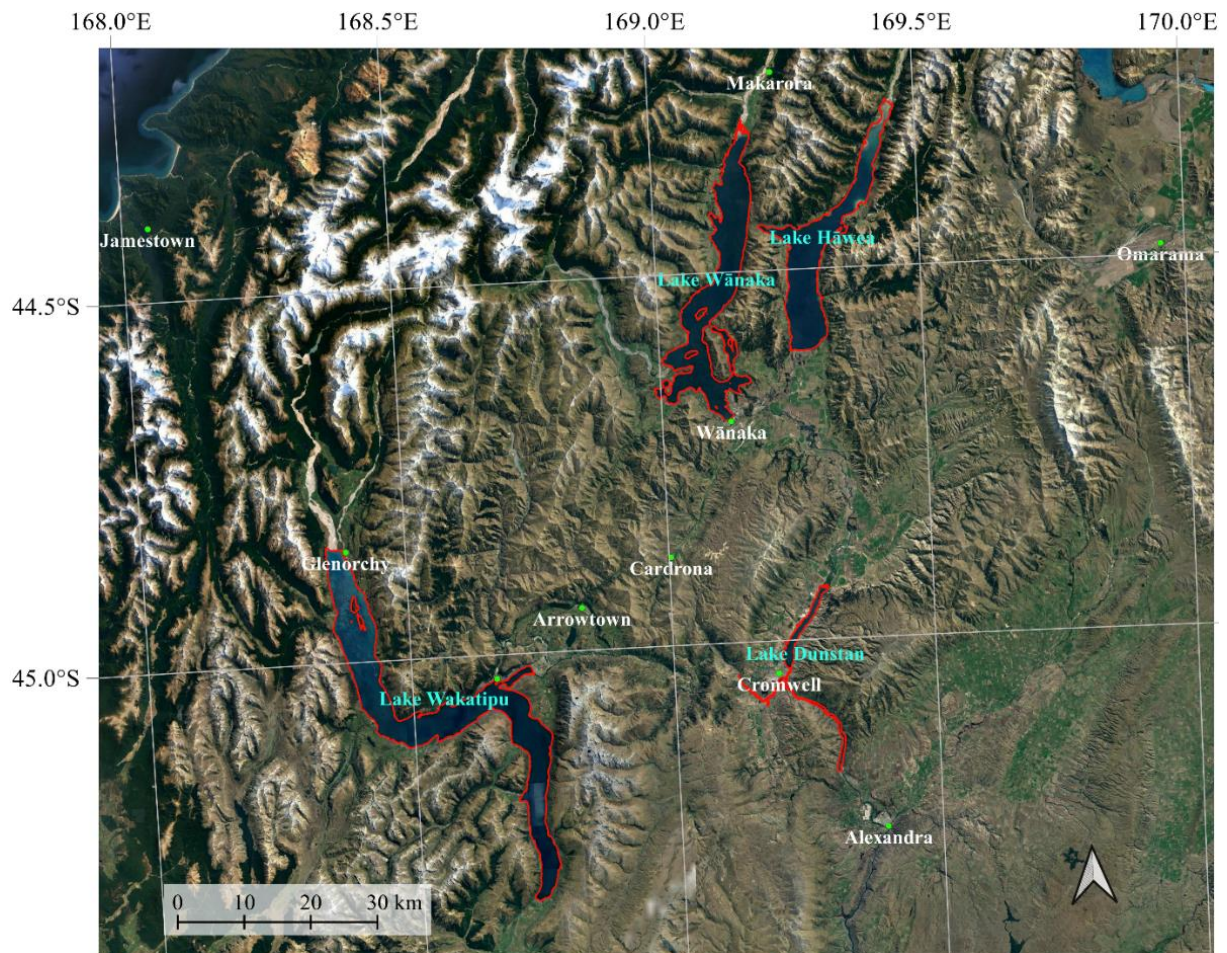 168.0°E
168.5°E
169.0°E
169.5°E
170.0°E
Makarora
Jamestown
Lake Hāwea
Omarama
Lake Wānaka
44.5°S
Wānaka
Glenorchy
Cardrona
Arrowtown
Lake Dunstan
45.0°S
Cromwell
Lake Wakatipu
Alexandra
0 10 20 30 km